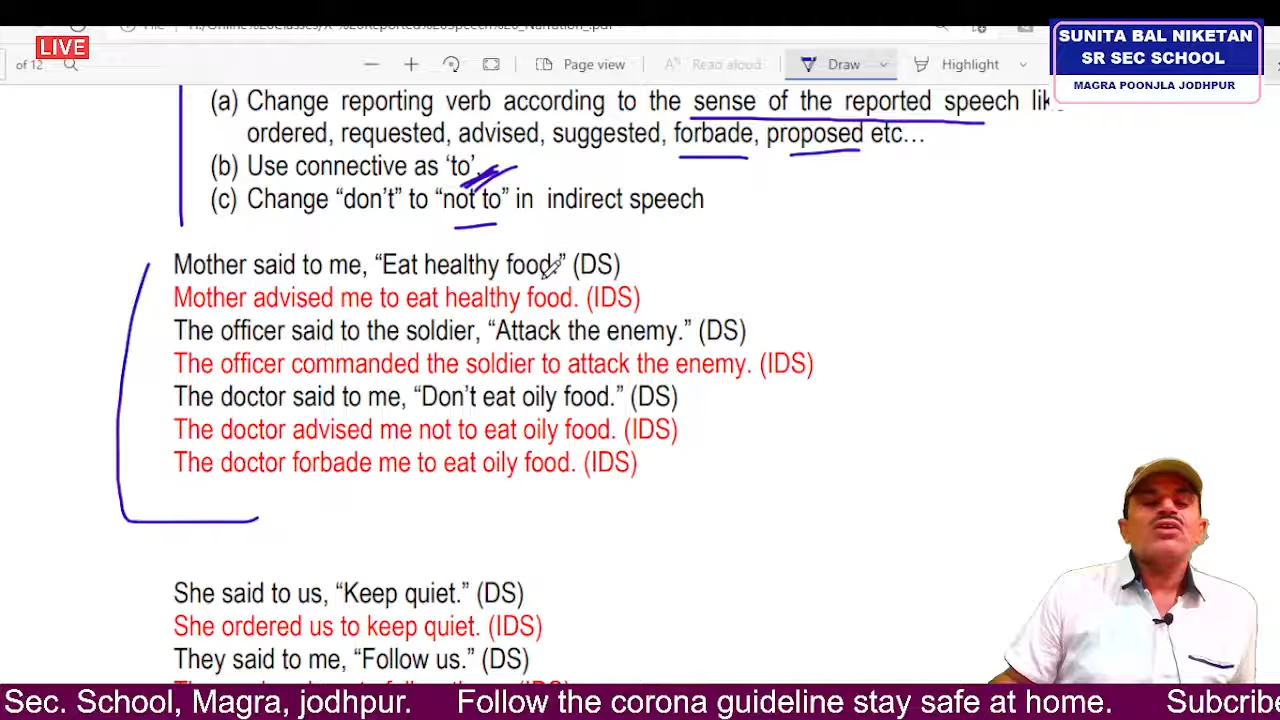 LIVE
SUNITA BAL NIKETAN
SR SEC SCHOOL
MAGRA POONJLA JODHPUR
of 12
Page view
Read aloud
Draw
Highlight
(a) Change reporting verb according to the sense of the reported speech
ordered, requested, advised, suggested, forbade, proposed etc…
(b) Use connective as ‘to’.
(c) Change “don’t” to “not to” in indirect speech
Mother said to me, “Eat healthy food.” (DS)
Mother advised me to eat healthy food. (IDS)
The officer said to the soldier, “Attack the enemy.” (DS)
The officer commanded the soldier to attack the enemy. (IDS)
The doctor said to me, “Don’t eat oily food.” (DS)
The doctor advised me not to eat oily food. (IDS)
The doctor forbade me to eat oily food. (IDS)
She said to us, “Keep quiet.” (DS)
She ordered us to keep quiet. (IDS)
They said to me, “Follow us.” (DS)
Sec. School, Magra, jodhpur. Follow the corona guideline stay safe at home. Subcribe